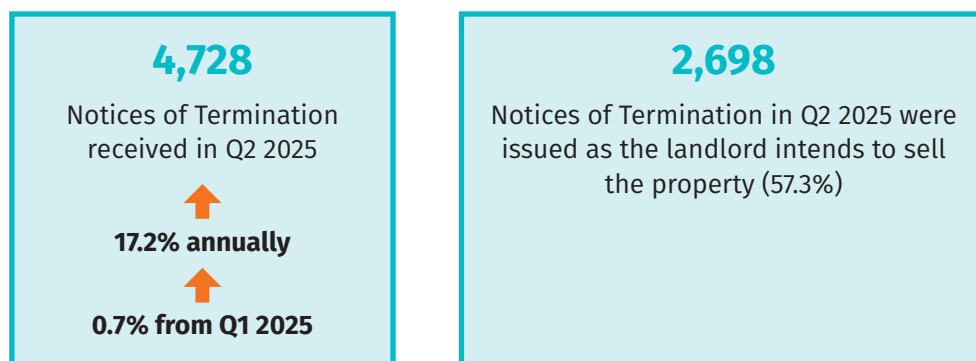 4,728
Notices of Termination
received in Q2 2025
17.2% annually
0.7% from Q1 2025
2,698
Notices of Termination in Q2 2025 were
issued as the landlord intends to sell
the property (57.3%)